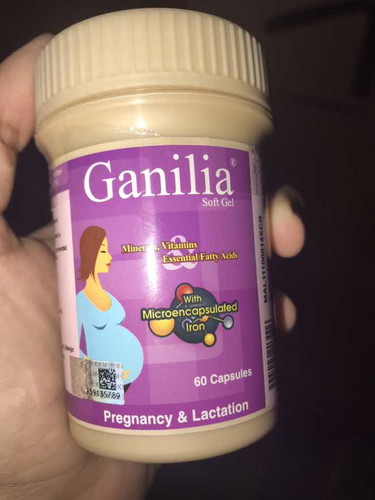 Ganilia®
Soft Gel
Minerals, Vitamins
&
Essential Fatty Acids
With
Microencapsulated
Iron
60 Capsules
Pregnancy & Lactation